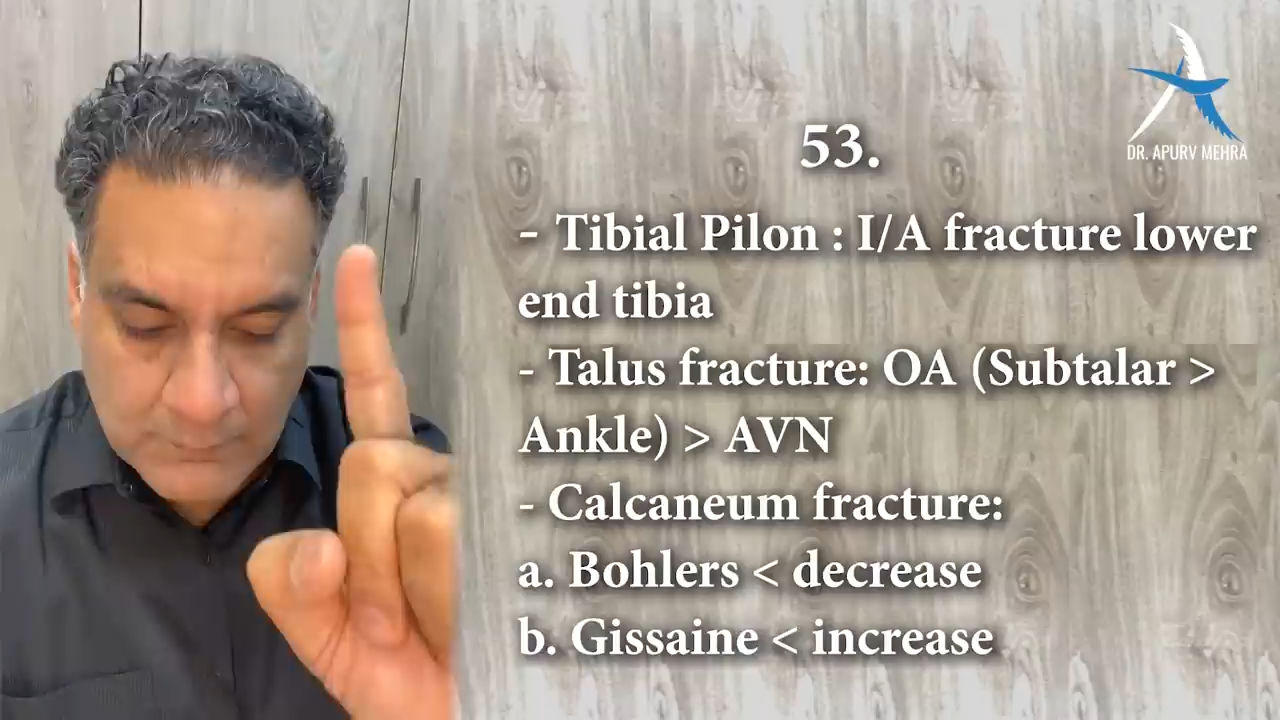 DR. APURV MEHRA
53.
- Tibial Pilon : I/A fracture lower
end tibia
- Talus fracture: OA (Subtalar >
Ankle) > AVN
- Calcaneum fracture:
a. Bohlers < decrease
b. Gissaine < increase